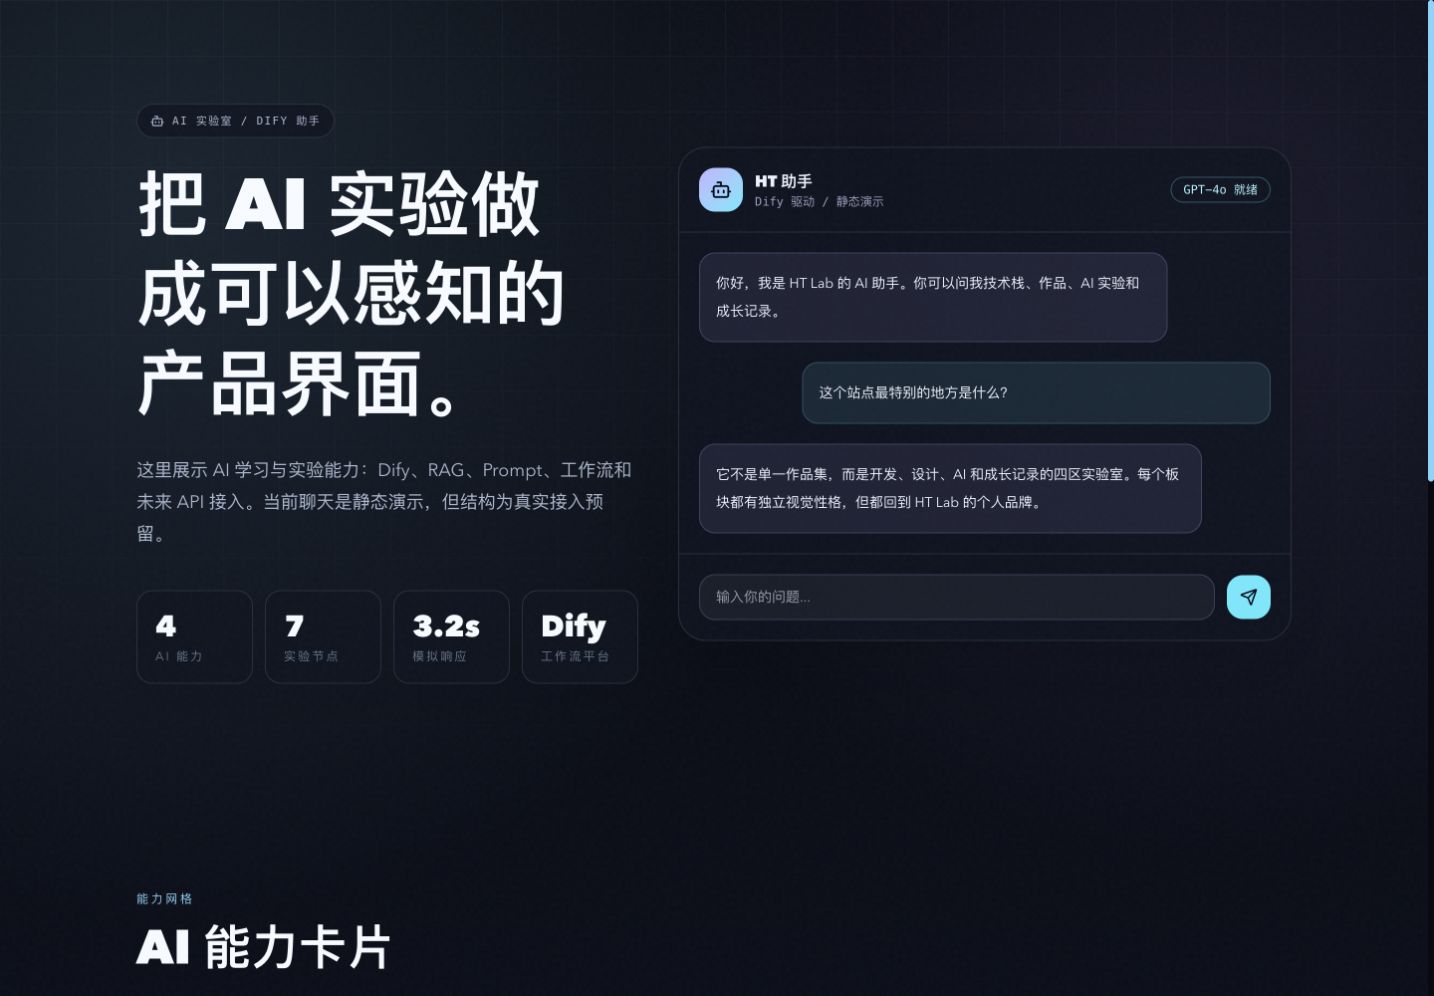 AI 实验室 / DIFY 助手
把 AI 实验做
成可以感知的
产品界面。
这里展示 AI 学习与实验能力：Dify、RAG、Prompt、工作流和
未来 API 接入。当前聊天是静态演示，但结构为真实接入预
留。
4
AI 能力
7
实验节点
3.2s
模拟响应
Dify
工作流平台
HT 助手
Dify 驱动 / 静态演示
GPT-4o 就绪
你好，我是 HT Lab 的 AI 助手。你可以问我技术栈、作品、AI 实验和
成长记录。
这个站点最特别的地方是什么？
它不是单一作品集，而是开发、设计、AI 和成长记录的四区实验室。每个板
块都有独立视觉性格，但都回到 HT Lab 的个人品牌。
输入你的问题...
能力网格
AI 能力卡片